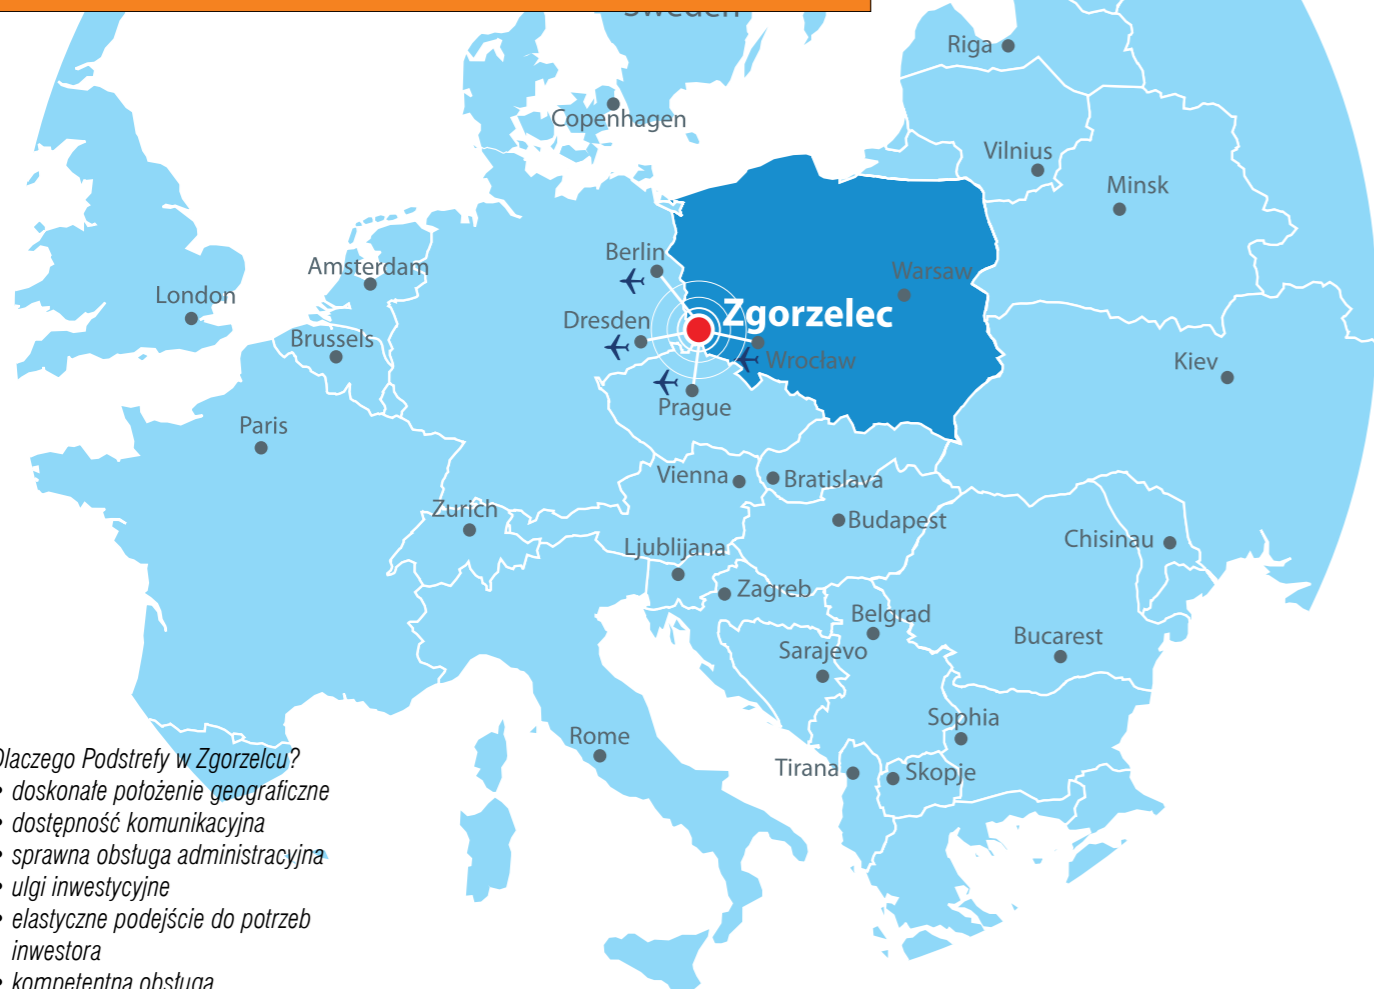 Sweden
Riga
Copenhagen
Vilnius
Minsk
Berlin
Amsterdam
Warsaw
London
Zgorzelec
Dresden
Brussels
Wrocław
Kiev
Prague
Paris
Vienna
Bratislava
Zurich
Budapest
Chisinau
Ljublijana
Zagreb
Belgrad
Bucarest
Sarajevo
Sophia
Rome
Tirana
Skopje
Dlaczego Podstrefy w Zgorzelcu?
• doskonałe położenie geograficzne
• dostępność komunikacyjna
• sprawna obsługa administracyjna
• ulgi inwestycyjne
• elastyczne podejście do potrzeb
inwestora
• kompetentna obsługa